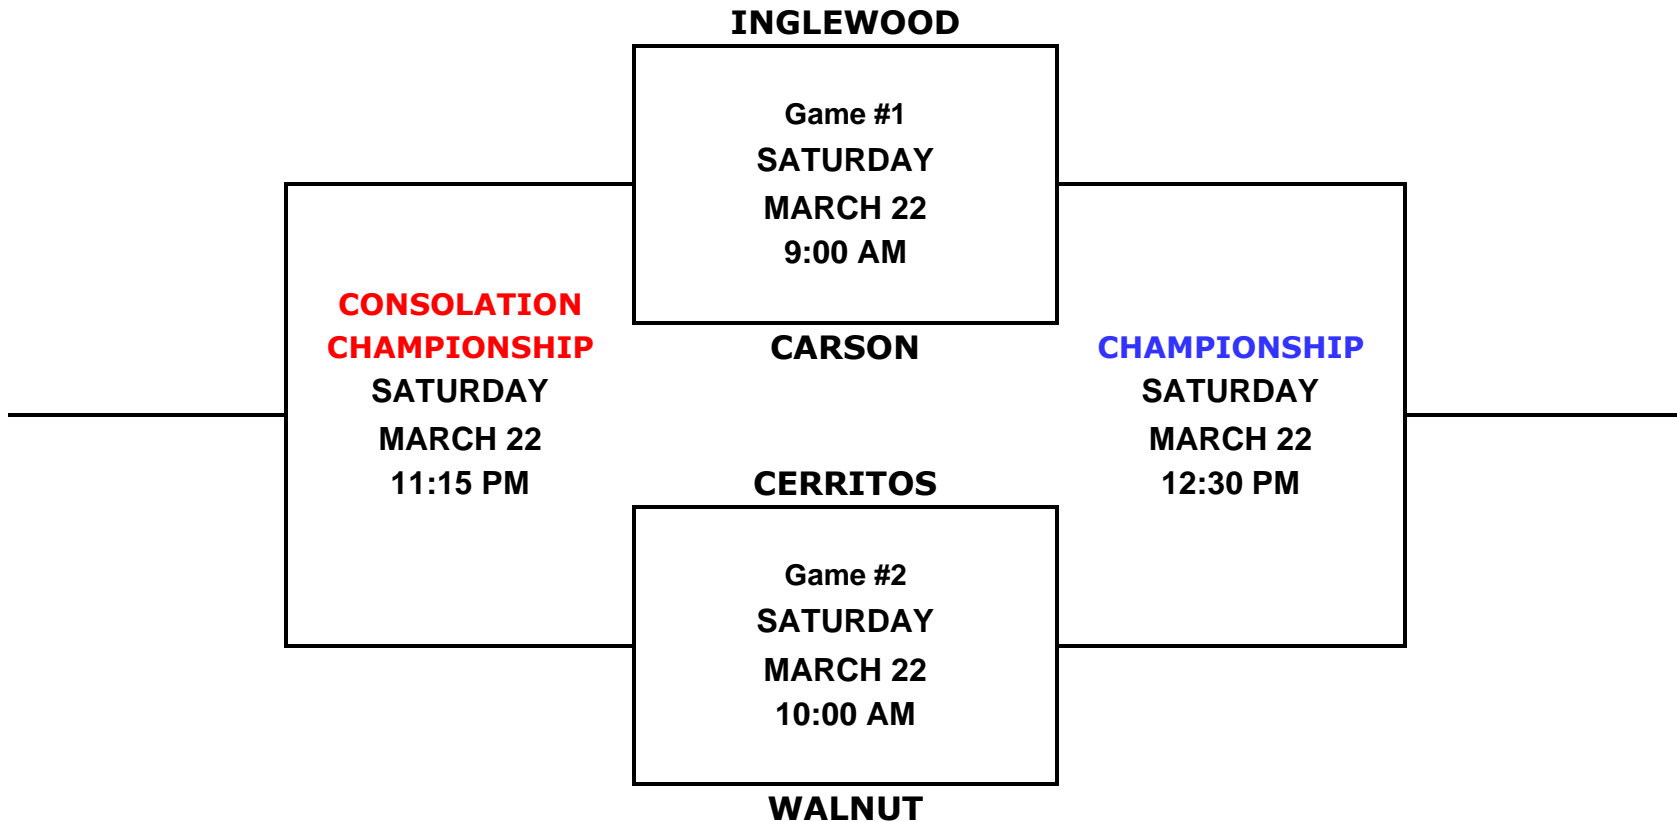 INGLEWOOD
Game #1
SATURDAY
MARCH 22
9:00 AM
CARSON
CONSOLATION
CHAMPIONSHIP
SATURDAY
MARCH 22
11:15 PM
CHAMPIONSHIP
SATURDAY
MARCH 22
12:30 PM
CERRITOS
Game #2
SATURDAY
MARCH 22
10:00 AM
WALNUT